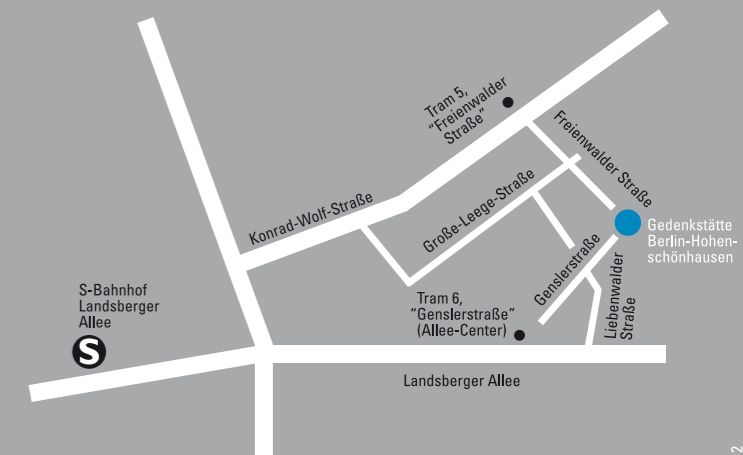 Tram 5,
"Freienwalder
Straße"
Freienwalder Straße
Konrad-Wolf-Straße
Große-Leege-Straße
Gedenkstätte
Berlin-Hohen-
schönhausen
Genslerstraße
Liebenwalder
Straße
S-Bahnhof
Landsberger
Allee
S
Tram 6,
"Genslerstraße"
(Allee-Center)
Landsberger Allee
2